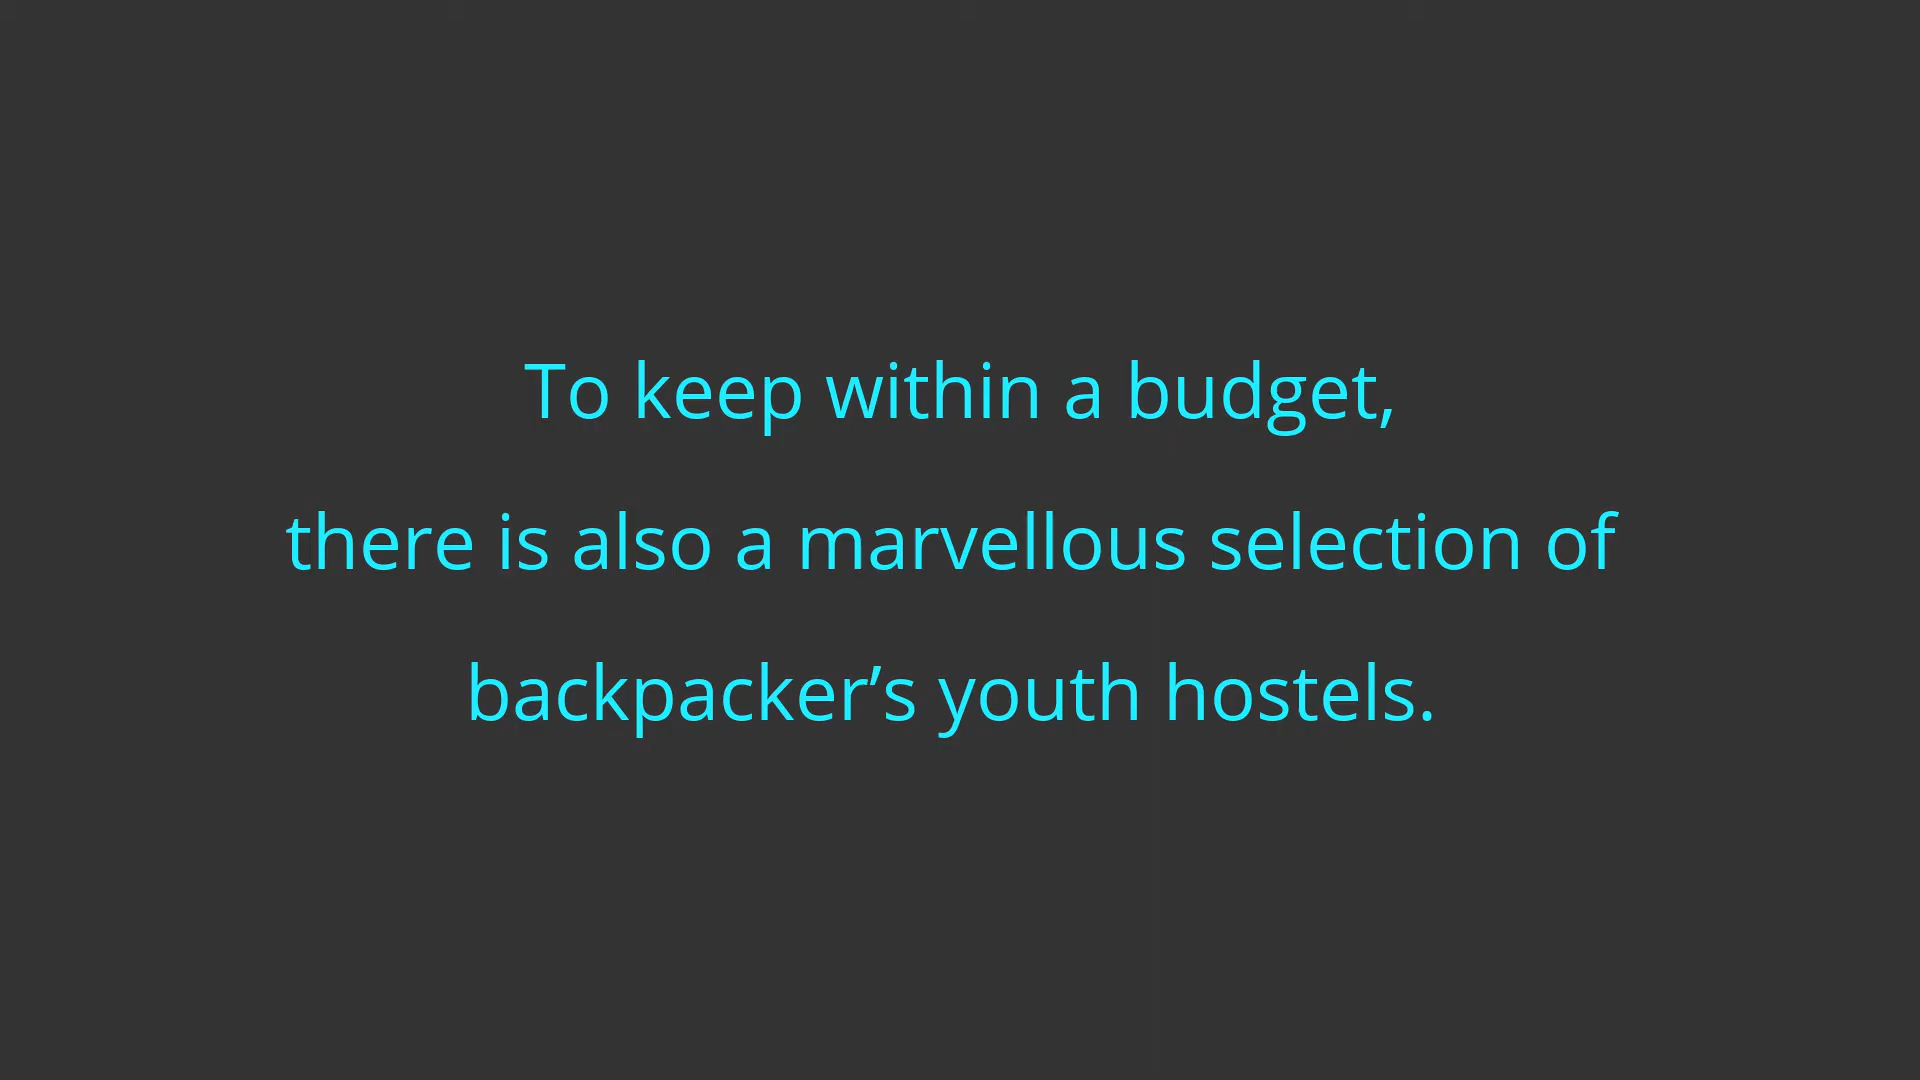 To keep within a budget,
there is also a marvellous selection of
backpacker’s youth hostels.